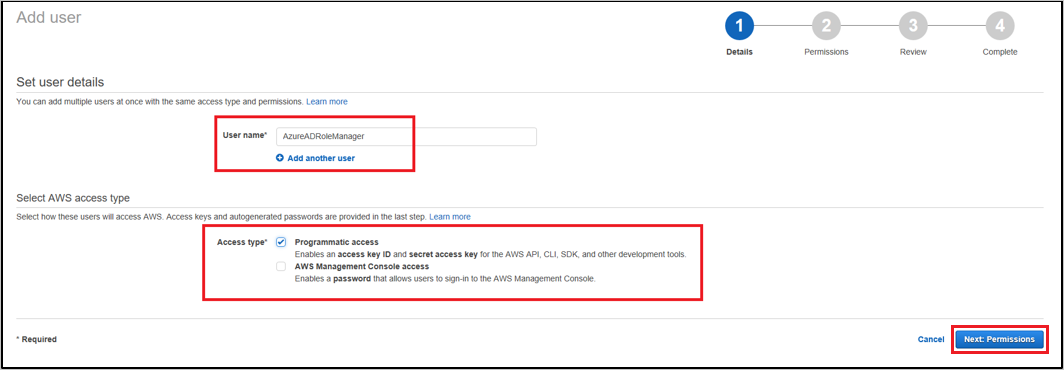 Add user
1 2 3 4
Details Permissions Review Complete
Set user details
You can add multiple users at once with the same access type and permissions. Learn more
User name* AzureADRoleManager
Add another user
Select AWS access type
Select how these users will access AWS. Access keys and autogenerated passwords are provided in the last step. Learn more
Access type* Programmatic access
Enables an access key ID and secret access key for the AWS API, CLI, SDK, and other development tools.
AWS Management Console access
Enables a password that allows users to sign-in to the AWS Management Console.
* Required Cancel Next: Permissions